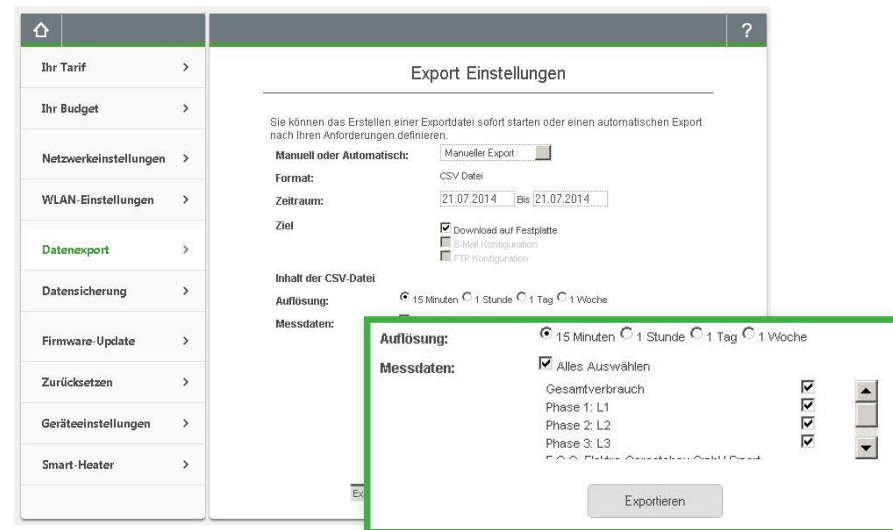 ?
Ihr Tarif
Ihr Budget
Netzwerkeinstellungen
WLAN-Einstellungen
Datenexport
Datensicherung
Firmware-Update
Zurücksetzen
Geräteeinstellungen
Smart-Heater
Export Einstellungen
Sie können das Erstellen einer Exportdatei sofort starten oder einen automatischen Export
nach Ihren Anforderungen definieren.
Manuell oder Automatisch: Manueller Export
Format: CSV Datei
Zeitraum: 21.07.2014 Bis 21.07.2014
Ziel Download auf Festplatte
E-Mail Konfiguration
FTP Konfiguration
Inhalt der CSV-Datei
Auflösung: 15 Minuten 1 Stunde 1 Tag 1 Woche
Messdaten:
Ex
Auflösung: 15 Minuten 1 Stunde 1 Tag 1 Woche
Messdaten: Alles Auswählen
Gesamtverbrauch
Phase 1: L1
Phase 2: L2
Phase 3: L3
Exportieren